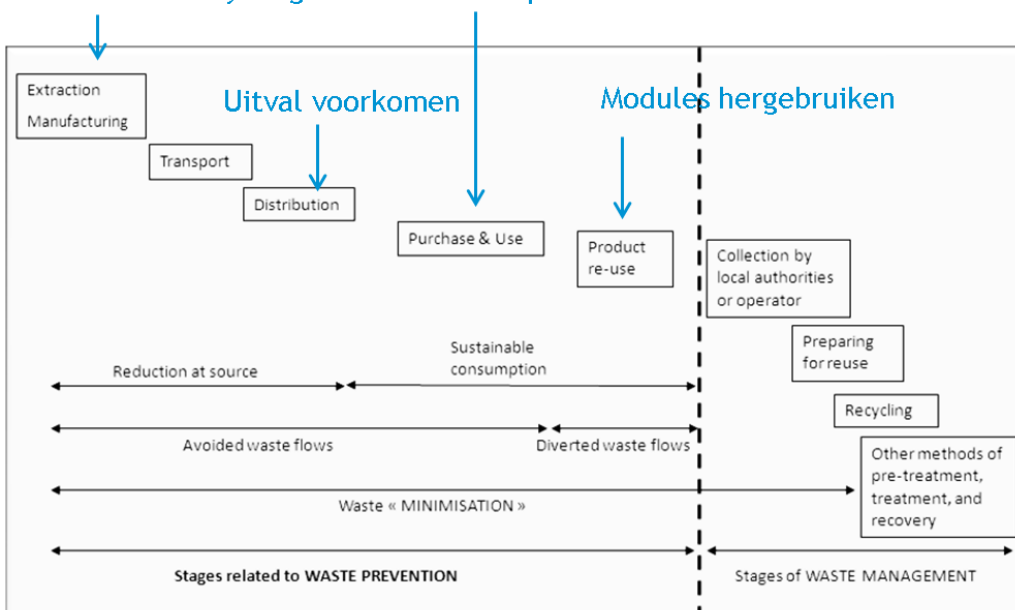 Uitval voorkomen
Modules hergebruiken
Extraction
Manufacturing
Transport
Distribution
Purchase & Use
Product
re-use
Collection by
local authorities
or operator
Preparing
for reuse
Recycling
Other methods of
pre-treatment,
treatment, and
recovery
Reduction at source
Sustainable
consumption
Avoided waste flows
Diverted waste flows
Waste « MINIMISATION »
Stages related to WASTE PREVENTION
Stages of WASTE MANAGEMENT